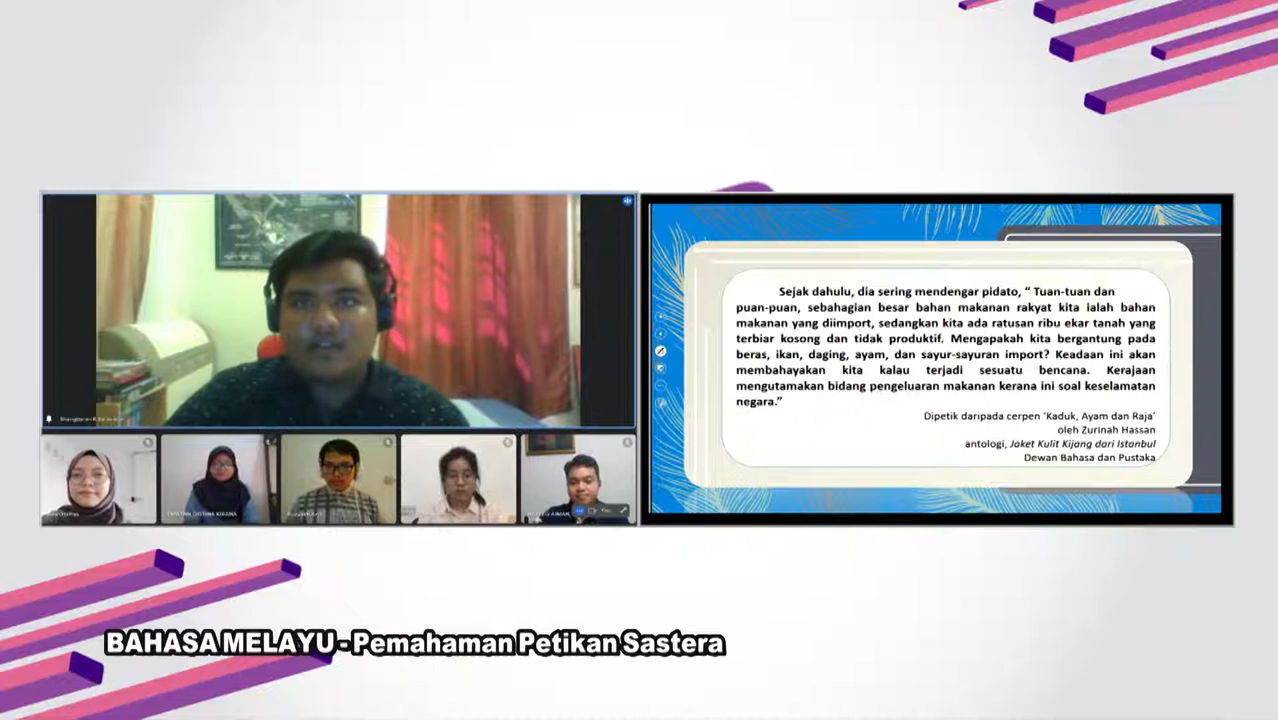 Sejak dahulu, dia sering mendengar pidato, “ Tuan-tuan dan
puan-puan, sebahagian besar bahan makanan rakyat kita ialah bahan
makanan yang diimport, sedangkan kita ada ratusan ribu ekar tanah yang
terbiar kosong dan tidak produktif. Mengapakah kita bergantung pada
beras, ikan, daging, ayam, dan sayur-sayuran import? Keadaan ini akan
membahayakan kita kalau terjadi sesuatu bencana. Kerajaan
mengutamakan bidang pengeluaran makanan kerana ini soal keselamatan
negara.”
Dipetik daripada cerpen ‘Kaduk, Ayam dan Raja’
oleh Zurinah Hassan
antologi, Jaket Kulit Kijang dari Istanbul
Dewan Bahasa dan Pustaka
BAHASA MELAYU - Pemahaman Petikan Sastera